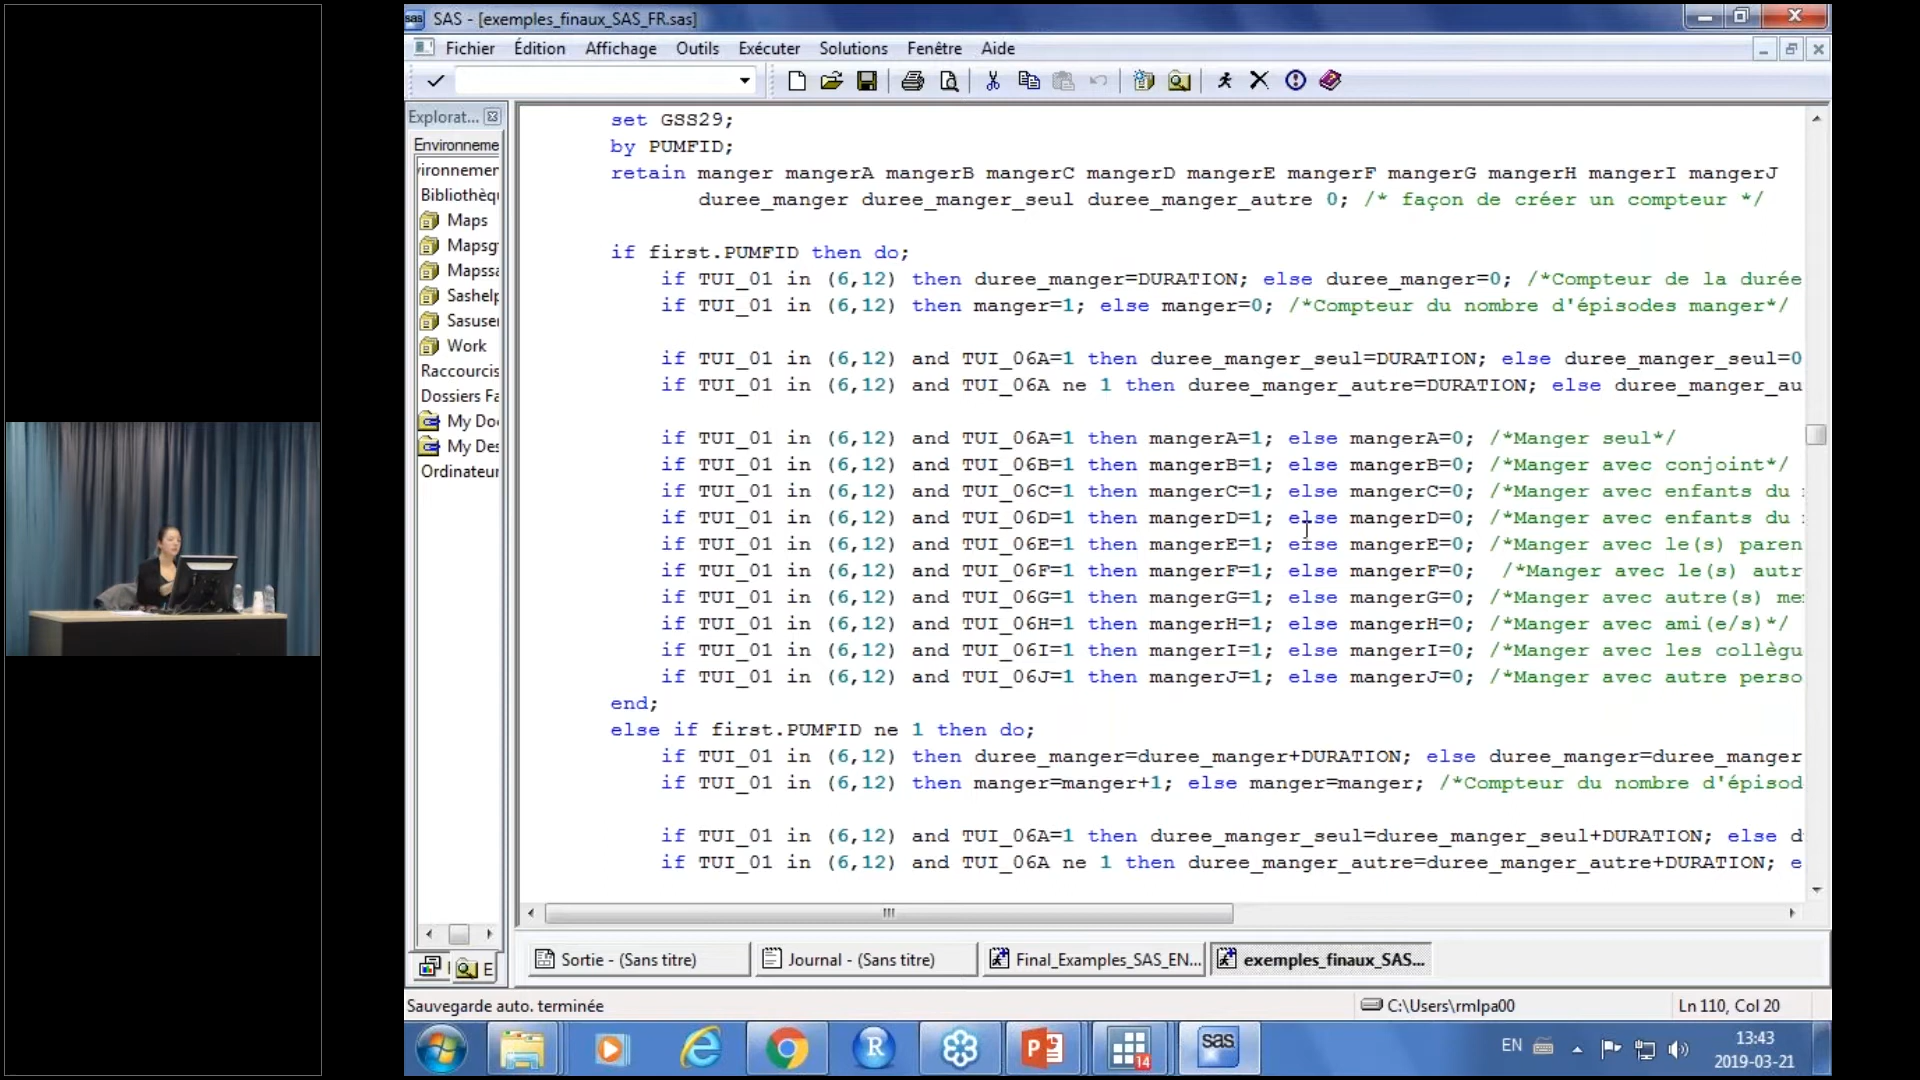 SAS - [exemples_finaux_SAS_FR.sas]
Fichier Édition Affichage Outils Exécuter Solutions Fenêtre Aide
Explorat...
Environneme
Bibliothèqu
Maps
Mapsg
Mapss
Sashelp
Sasuse
Work
Raccourcis
Dossiers Fa
My Do
My Des
Ordinateur
set GSS29;
by PUMFID;
retain manger mangerA mangerB mangerC mangerD mangerE mangerF mangerG mangerH mangerI mangerJ
duree_manger duree_manger_seul duree_manger_autre 0; /* façon de créer un compteur */
if first.PUMFID then do;
if TUI_01 in (6,12) then duree_manger=DURATION; else duree_manger=0; /*Compteur de la durée
if TUI_01 in (6,12) then manger=1; else manger=0; /*Compteur du nombre d'épisodes manger*/
if TUI_01 in (6,12) and TUI_06A=1 then duree_manger_seul=DURATION; else duree_manger_seul=0
if TUI_01 in (6,12) and TUI_06A ne 1 then duree_manger_autre=DURATION; else duree_manger_au
if TUI_01 in (6,12) and TUI_06A=1 then mangerA=1; else mangerA=0; /*Manger seul*/
if TUI_01 in (6,12) and TUI_06B=1 then mangerB=1; else mangerB=0; /*Manger avec conjoint*/
if TUI_01 in (6,12) and TUI_06C=1 then mangerC=1; else mangerC=0; /*Manger avec enfants du
if TUI_01 in (6,12) and TUI_06D=1 then mangerD=1; else mangerD=0; /*Manger avec enfants du
if TUI_01 in (6,12) and TUI_06E=1 then mangerE=1; else mangerE=0; /*Manger avec le(s) paren
if TUI_01 in (6,12) and TUI_06F=1 then mangerF=1; else mangerF=0; /*Manger avec le(s) autr
if TUI_01 in (6,12) and TUI_06G=1 then mangerG=1; else mangerG=0; /*Manger avec autre(s) me
if TUI_01 in (6,12) and TUI_06H=1 then mangerH=1; else mangerH=0; /*Manger avec ami(e/s)*/
if TUI_01 in (6,12) and TUI_06I=1 then mangerI=1; else mangerI=0; /*Manger avec les collègu
if TUI_01 in (6,12) and TUI_06J=1 then mangerJ=1; else mangerJ=0; /*Manger avec autre perso
end;
else if first.PUMFID ne 1 then do;
if TUI_01 in (6,12) then duree_manger=duree_manger+DURATION; else duree_manger=duree_manger
if TUI_01 in (6,12) then manger=manger+1; else manger=manger; /*Compteur du nombre d'épisod
if TUI_01 in (6,12) and TUI_06A=1 then duree_manger_seul=duree_manger_seul+DURATION; else d
if TUI_01 in (6,12) and TUI_06A ne 1 then duree_manger_autre=duree_manger_autre+DURATION; e
Sortie - (Sans titre) Journal - (Sans titre) Final_Examples_SAS_EN... exemples_finaux_SAS...
Sauvegarde auto. terminée C:\Users\rmlpa00 Ln 110, Col 20
EN 13:43
2019-03-21